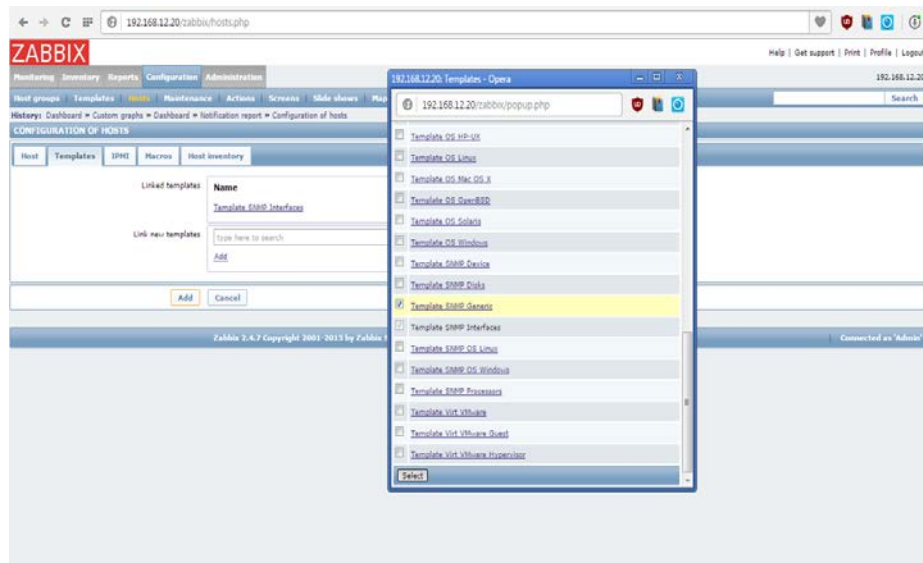 192.168.12.20/zabbix/hosts.php
ZABBIX
Help | Get support | Print | Profile | Logout
Monitoring Inventory Reports Configuration Administration
192.168.12.20
Host groups Templates Hosts Maintenance Actions Screens Slide shows Map
Search
History: Dashboard » Custom graphs » Dashboard » Notification report » Configuration of hosts
CONFIGURATION OF HOSTS
Host Templates IPMI Macros Host inventory
Linked templates
Name
Template SNMP Interfaces
Link new templates
type here to search
Add
Add Cancel
Zabbix 2.4.7 Copyright 2001-2015 by Zabbix
Connected as 'Admin'
192.168.12.20: Templates - Opera
192.168.12.20/zabbix/popup.php
Template OS HP-UX
Template OS Linux
Template OS Mac OS X
Template OS OpenBSD
Template OS Solaris
Template OS Windows
Template SNMP Device
Template SNMP Disks
Template SNMP Generic
Template SNMP Interfaces
Template SNMP OS Linux
Template SNMP OS Windows
Template SNMP Processors
Template Virt VMware
Template Virt VMware Guest
Template Virt VMware Hypervisor
Select